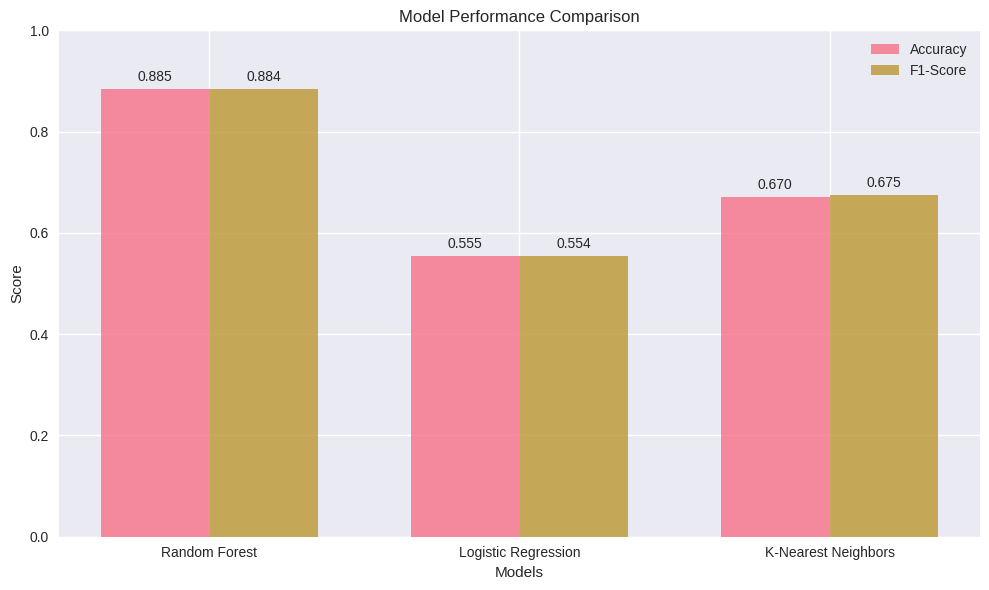 Model Performance Comparison
1.0
0.8
0.6
0.4
0.2
0.0
Score
0.885
0.884
0.555
0.554
0.670
0.675
Accuracy
F1-Score
Random Forest
Logistic Regression
K-Nearest Neighbors
Models